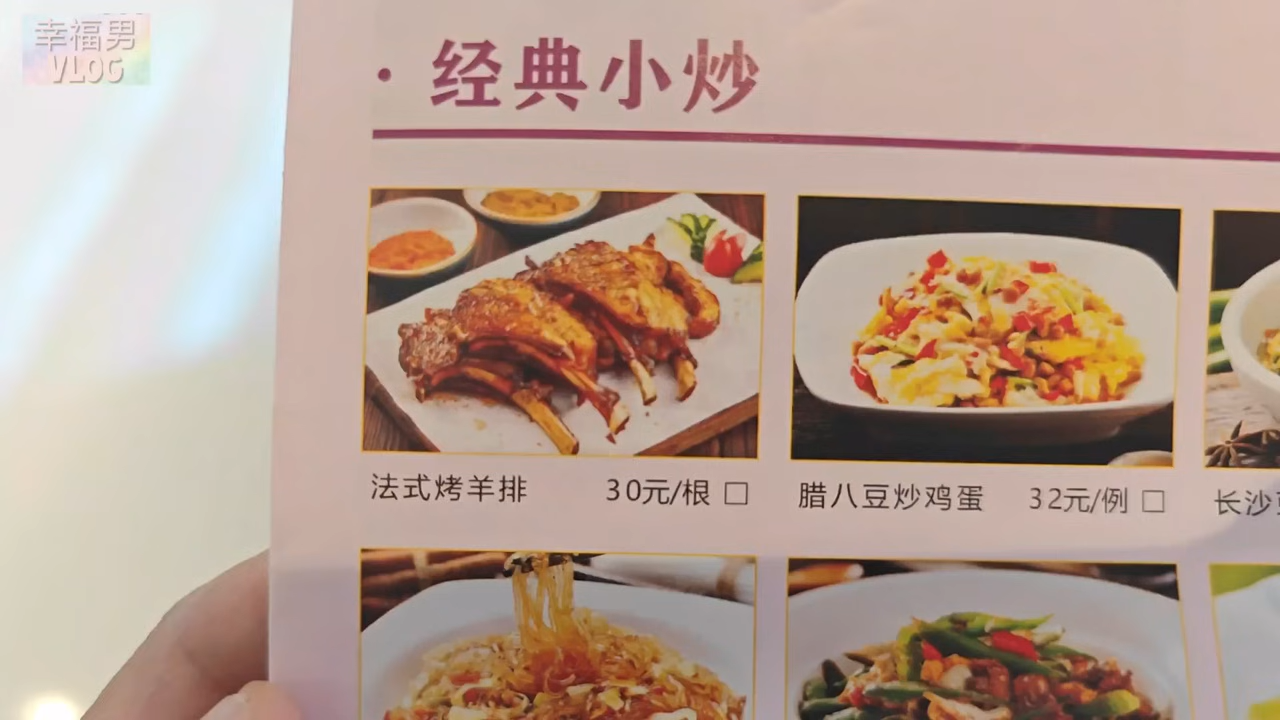 幸福男
VLOG
· 经典小炒
法式烤羊排 30元/根 □
腊八豆炒鸡蛋 32元/例 □
长沙